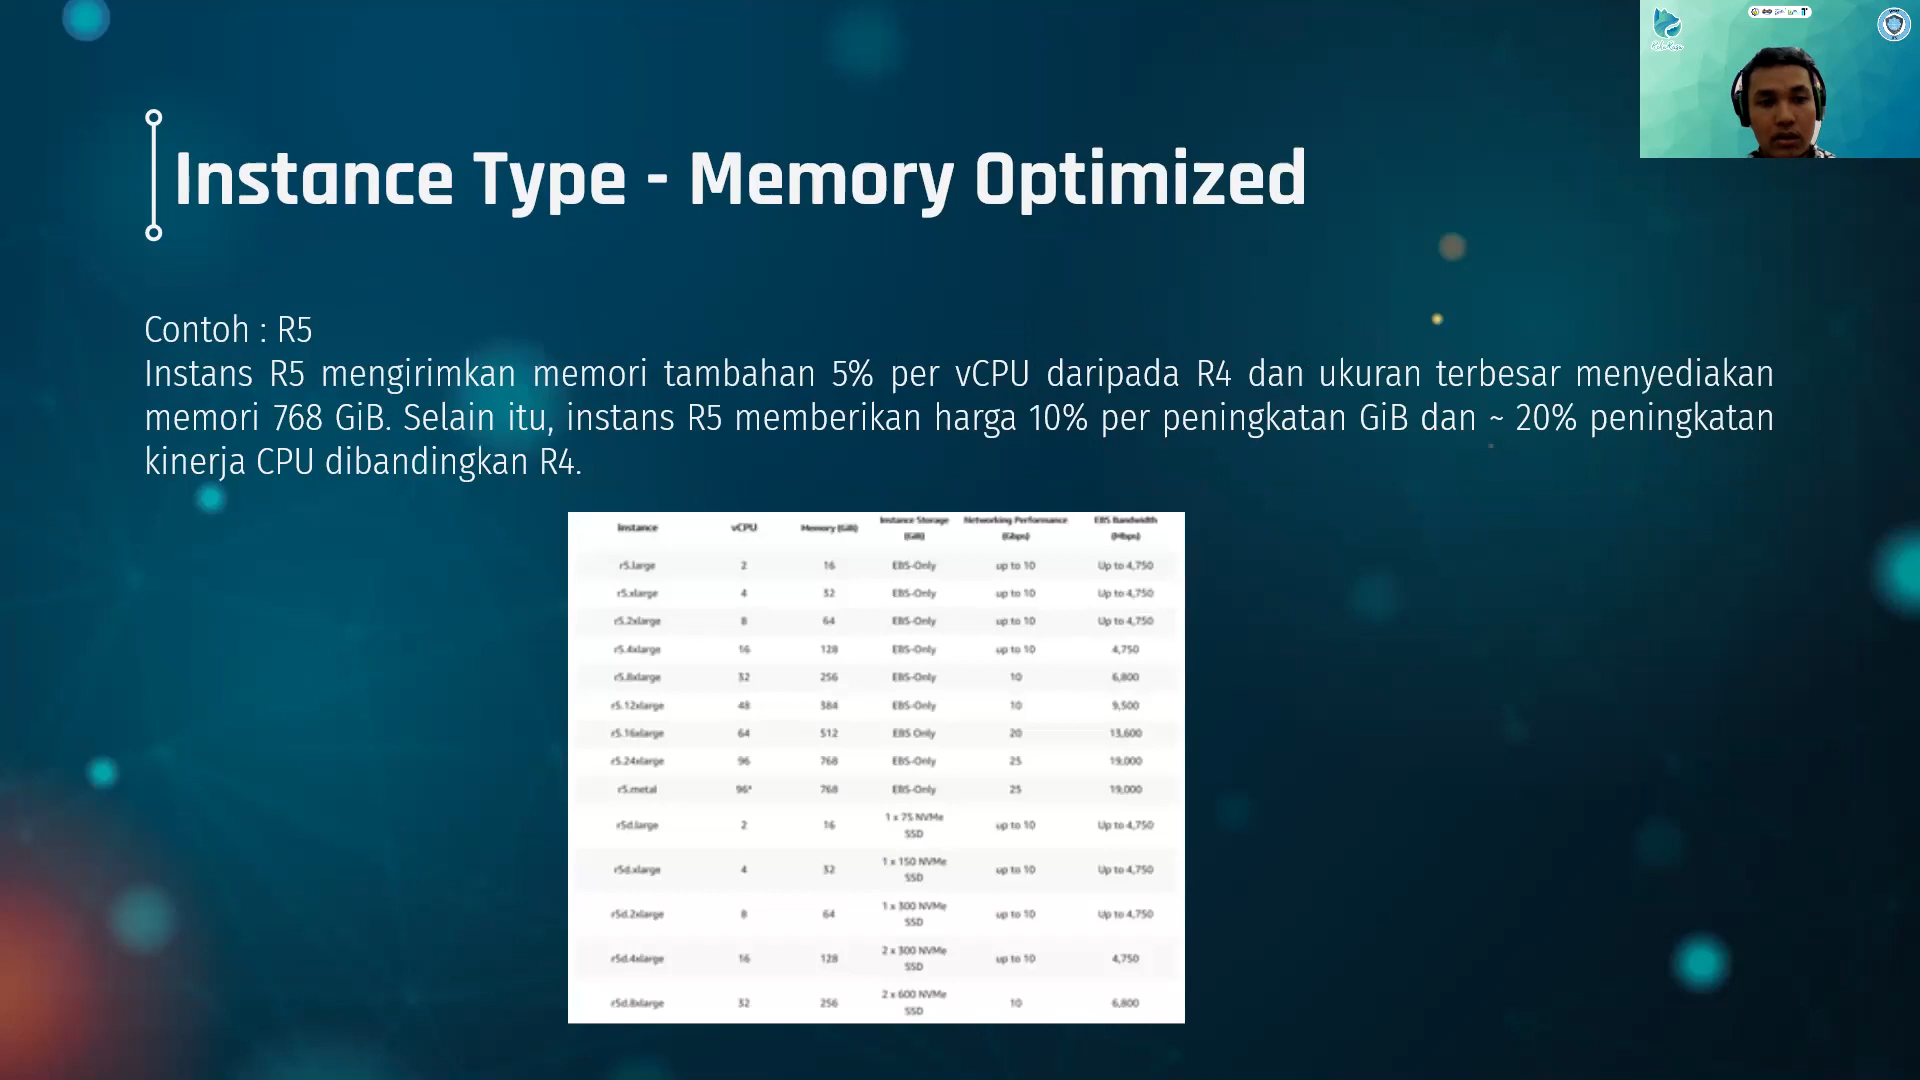 Instance Type - Memory Optimized
Contoh : R5
Instans R5 mengirimkan memori tambahan 5% per vCPU daripada R4 dan ukuran terbesar menyediakan
memori 768 GiB. Selain itu, instans R5 memberikan harga 10% per peningkatan GiB dan ~ 20% peningkatan
kinerja CPU dibandingkan R4.
Instance vCPU Memory (GiB) Instance Storage (GiB) Networking Performance (Gbps) EBS Bandwidth (Mbps)
r5.large 2 16 EBS-Only up to 10 Up to 4,750
r5.xlarge 4 32 EBS-Only up to 10 Up to 4,750
r5.2xlarge 8 64 EBS-Only up to 10 Up to 4,750
r5.4xlarge 16 128 EBS-Only up to 10 4,750
r5.8xlarge 32 256 EBS-Only 10 6,800
r5.12xlarge 48 384 EBS-Only 10 9,500
r5.16xlarge 64 512 EBS Only 20 13,600
r5.24xlarge 96 768 EBS-Only 25 19,000
r5.metal 96* 768 EBS-Only 25 19,000
r5d.large 2 16 1 x 75 NVMe SSD up to 10 Up to 4,750
r5d.xlarge 4 32 1 x 150 NVMe SSD up to 10 Up to 4,750
r5d.2xlarge 8 64 1 x 300 NVMe SSD up to 10 Up to 4,750
r5d.4xlarge 16 128 2 x 300 NVMe SSD up to 10 4,750
r5d.8xlarge 32 256 2 x 600 NVMe SSD 10 6,800